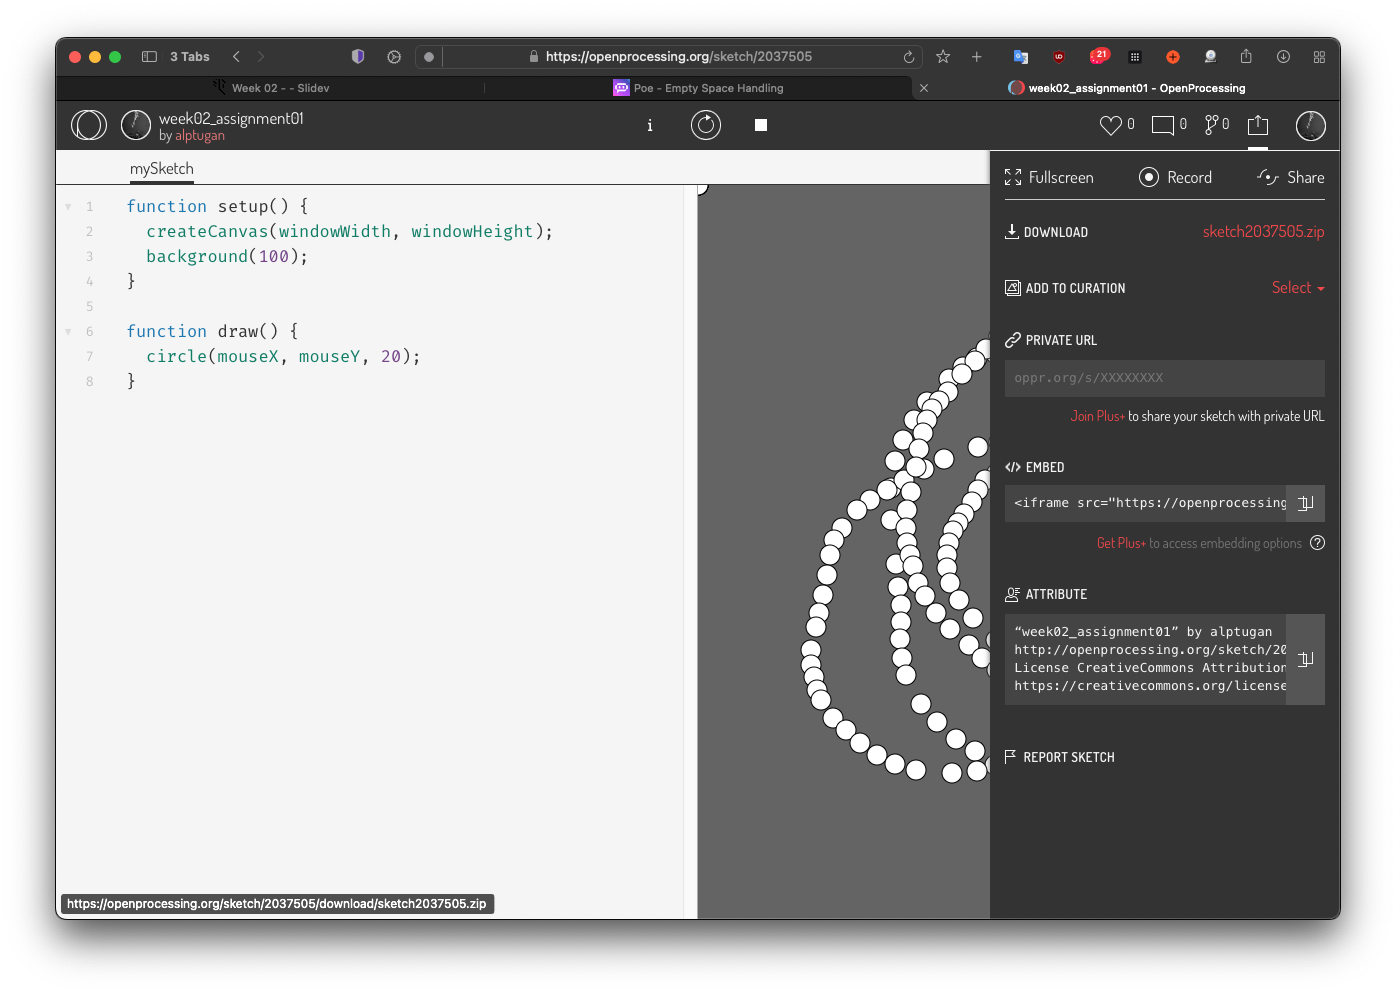 3 Tabs
https://openprocessing.org/sketch/2037505
21
Week 02 - - Slidev
Poe - Empty Space Handling
week02_assignment01 - OpenProcessing
week02_assignment01
by alptugan
i
0
0
0
mySketch
Fullscreen
Record
Share
1 function setup() {
2 createCanvas(windowWidth, windowHeight);
3 background(100);
4 }
5
6 function draw() {
7 circle(mouseX, mouseY, 20);
8 }
DOWNLOAD
sketch2037505.zip
ADD TO CURATION
Select
PRIVATE URL
oppr.org/s/XXXXXXXX
Join Plus+ to share your sketch with private URL
</> EMBED
<iframe src="https://openprocessing
Get Plus+ to access embedding options ?
ATTRIBUTE
“week02_assignment01” by alptugan
http://openprocessing.org/sketch/20
License CreativeCommons Attribution
https://creativecommons.org/license
REPORT SKETCH
https://openprocessing.org/sketch/2037505/download/sketch2037505.zip